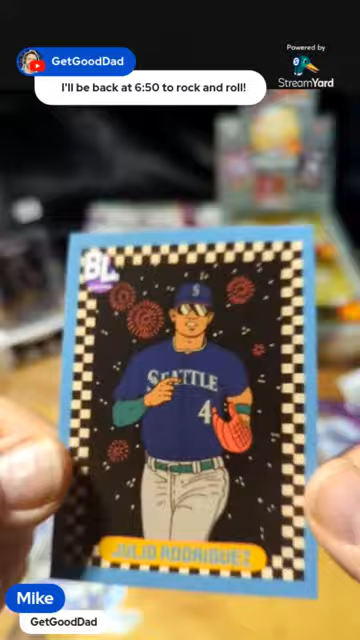 Powered by
StreamYard
GetGoodDad
I'll be back at 6:50 to rock and roll!
BL
S
SEATTLE
4
JULIO RODRIGUEZ
Mike
GetGoodDad